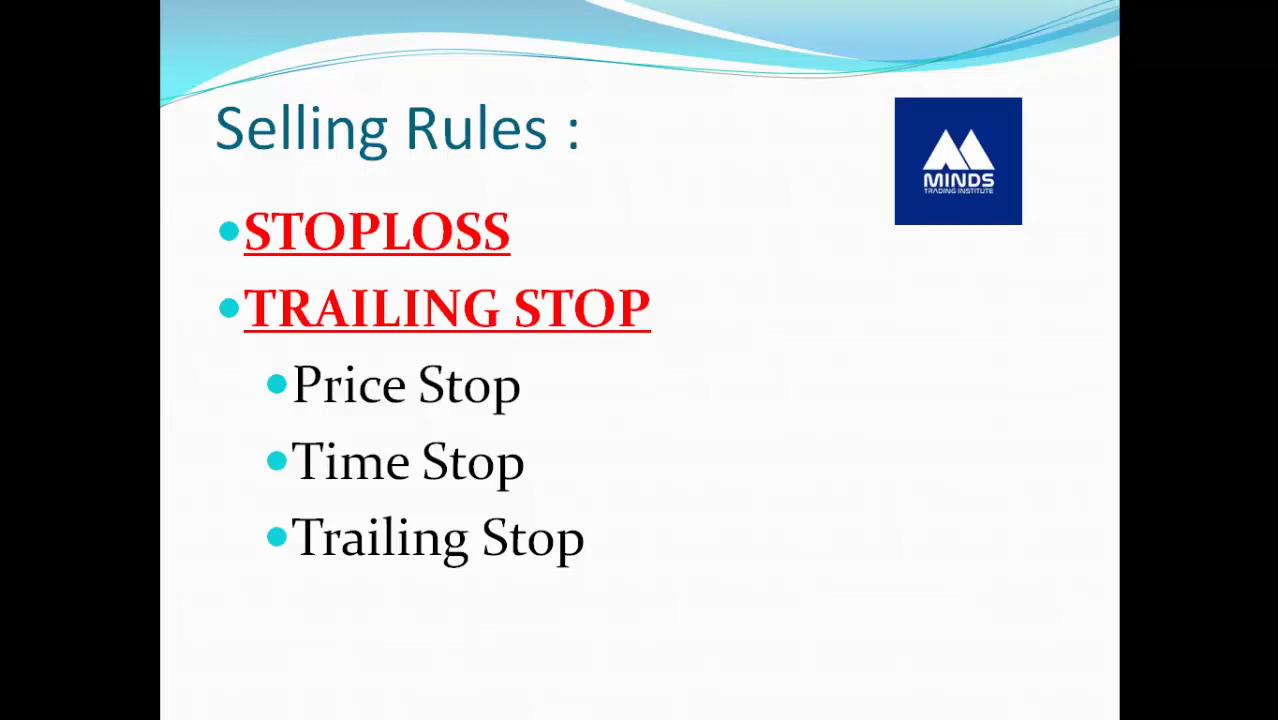 Selling Rules :
MINDS
TRADING INSTITUTE
•STOPLOSS
•TRAILING STOP
•Price Stop
•Time Stop
•Trailing Stop